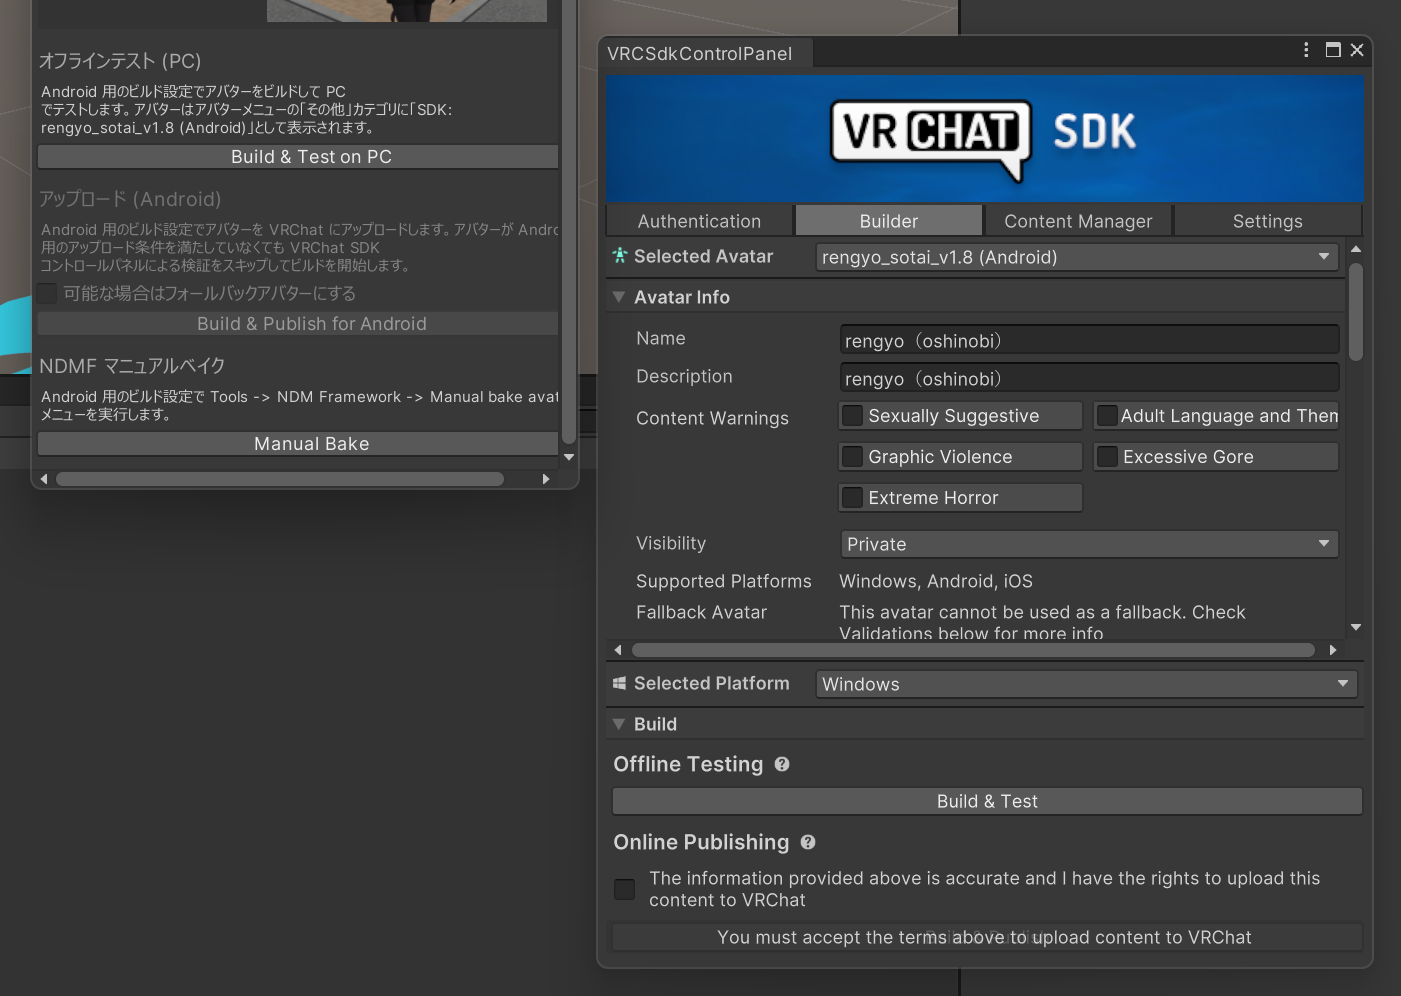 オフラインテスト (PC)
Android 用のビルド設定でアバターをビルドして PC
でテストします。アバターはアバターメニューの「その他」カテゴリに「SDK:
rengyo_sotai_v1.8 (Android)」として表示されます。
Build & Test on PC
アップロード (Android)
Android 用のビルド設定でアバターを VRChat にアップロードします。アバターが Andro
用のアップロード条件を満たしていなくても VRChat SDK
コントロールパネルによる検証をスキップしてビルドを開始します。
可能な場合はフォールバックアバターにする
Build & Publish for Android
NDMF マニュアルベイク
Android 用のビルド設定で Tools -> NDM Framework -> Manual bake avat
メニューを実行します。
Manual Bake
VRCSdkControlPanel
VRCHAT SDK
Authentication
Builder
Content Manager
Settings
Selected Avatar
rengyo_sotai_v1.8 (Android)
Avatar Info
Name
rengyo（oshinobi）
Description
rengyo（oshinobi）
Content Warnings
Sexually Suggestive
Adult Language and Them
Graphic Violence
Excessive Gore
Extreme Horror
Visibility
Private
Supported Platforms
Windows, Android, iOS
Fallback Avatar
This avatar cannot be used as a fallback. Check
Validations below for more info
Selected Platform
Windows
Build
Offline Testing
Build & Test
Online Publishing
The information provided above is accurate and I have the rights to upload this
content to VRChat
You must accept the terms above to upload content to VRChat